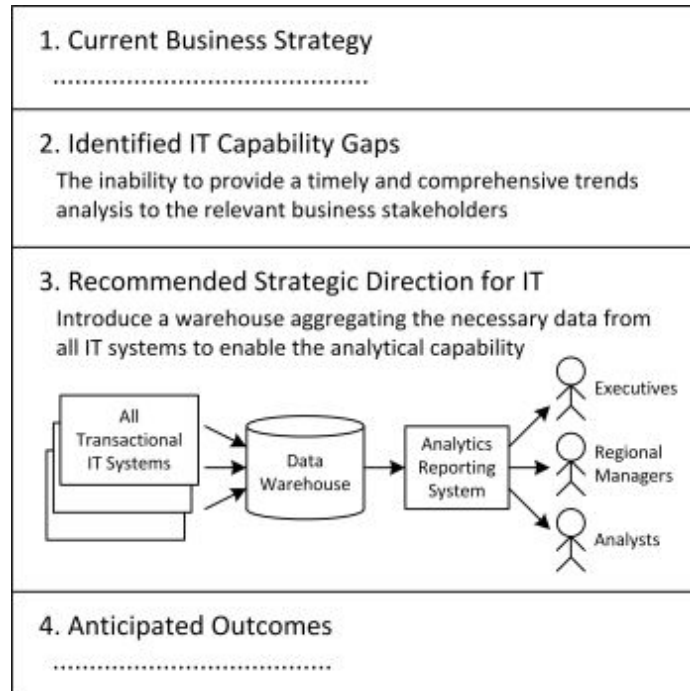 1. Current Business Strategy
............................................
2. Identified IT Capability Gaps
The inability to provide a timely and comprehensive trends
analysis to the relevant business stakeholders
3. Recommended Strategic Direction for IT
Introduce a warehouse aggregating the necessary data from
all IT systems to enable the analytical capability
All
Transactional
IT Systems
Data
Warehouse
Analytics
Reporting
System
Executives
Regional
Managers
Analysts
4. Anticipated Outcomes
.......................................